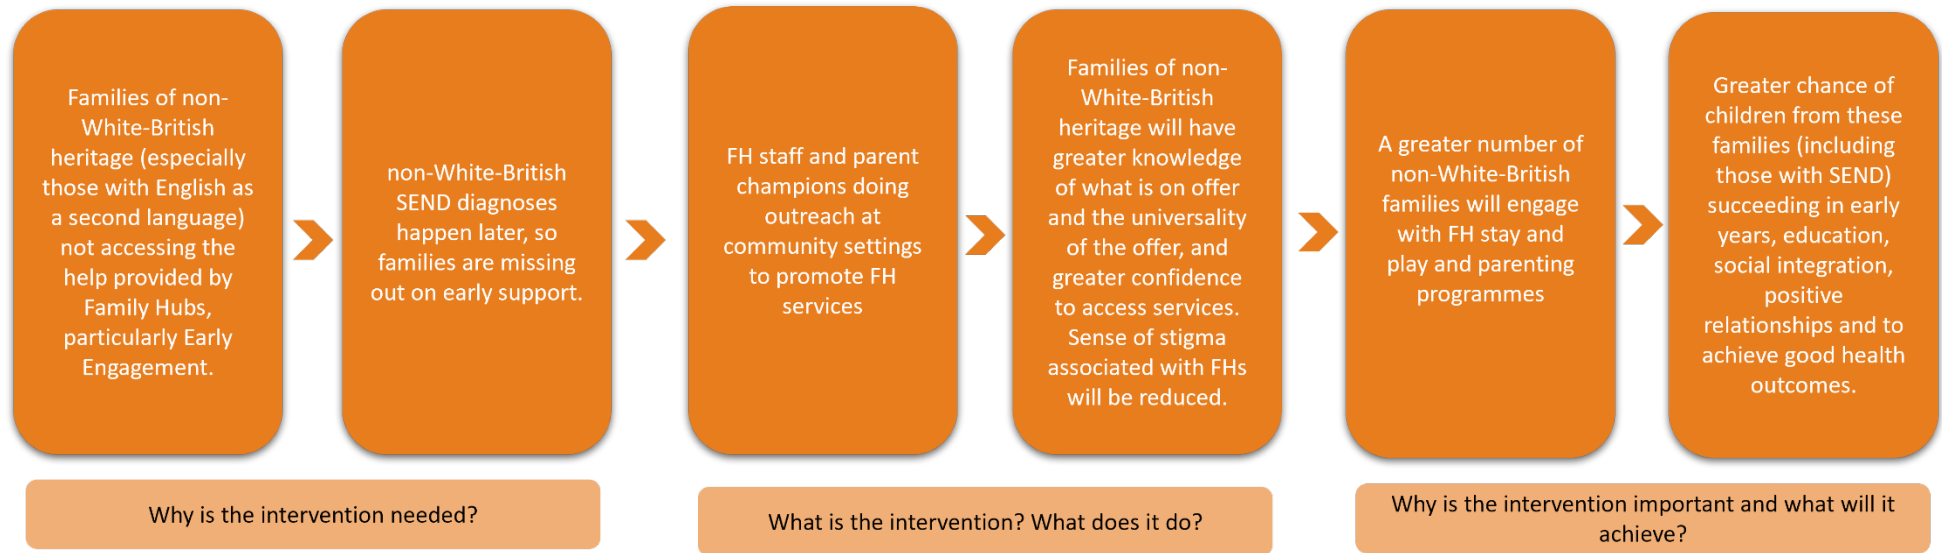 Families of non-
White-British
heritage (especially
those with English as
a second language)
not accessing the
help provided by
Family Hubs,
particularly Early
Engagement.
non-White-British
SEND diagnoses
happen later, so
families are missing
out on early support.
FH staff and parent
champions doing
outreach at
community settings
to promote FH
services
Families of non-
White-British
heritage will have
greater knowledge
of what is on offer
and the universality
of the offer, and
greater confidence
to access services.
Sense of stigma
associated with FHs
will be reduced.
A greater number of
non-White-British
families will engage
with FH stay and
play and parenting
programmes
Greater chance of
children from these
families (including
those with SEND)
succeeding in early
years, education,
social integration,
positive
relationships and to
achieve good health
outcomes.
Why is the intervention needed?
What is the intervention? What does it do?
Why is the intervention important and what will it
achieve?